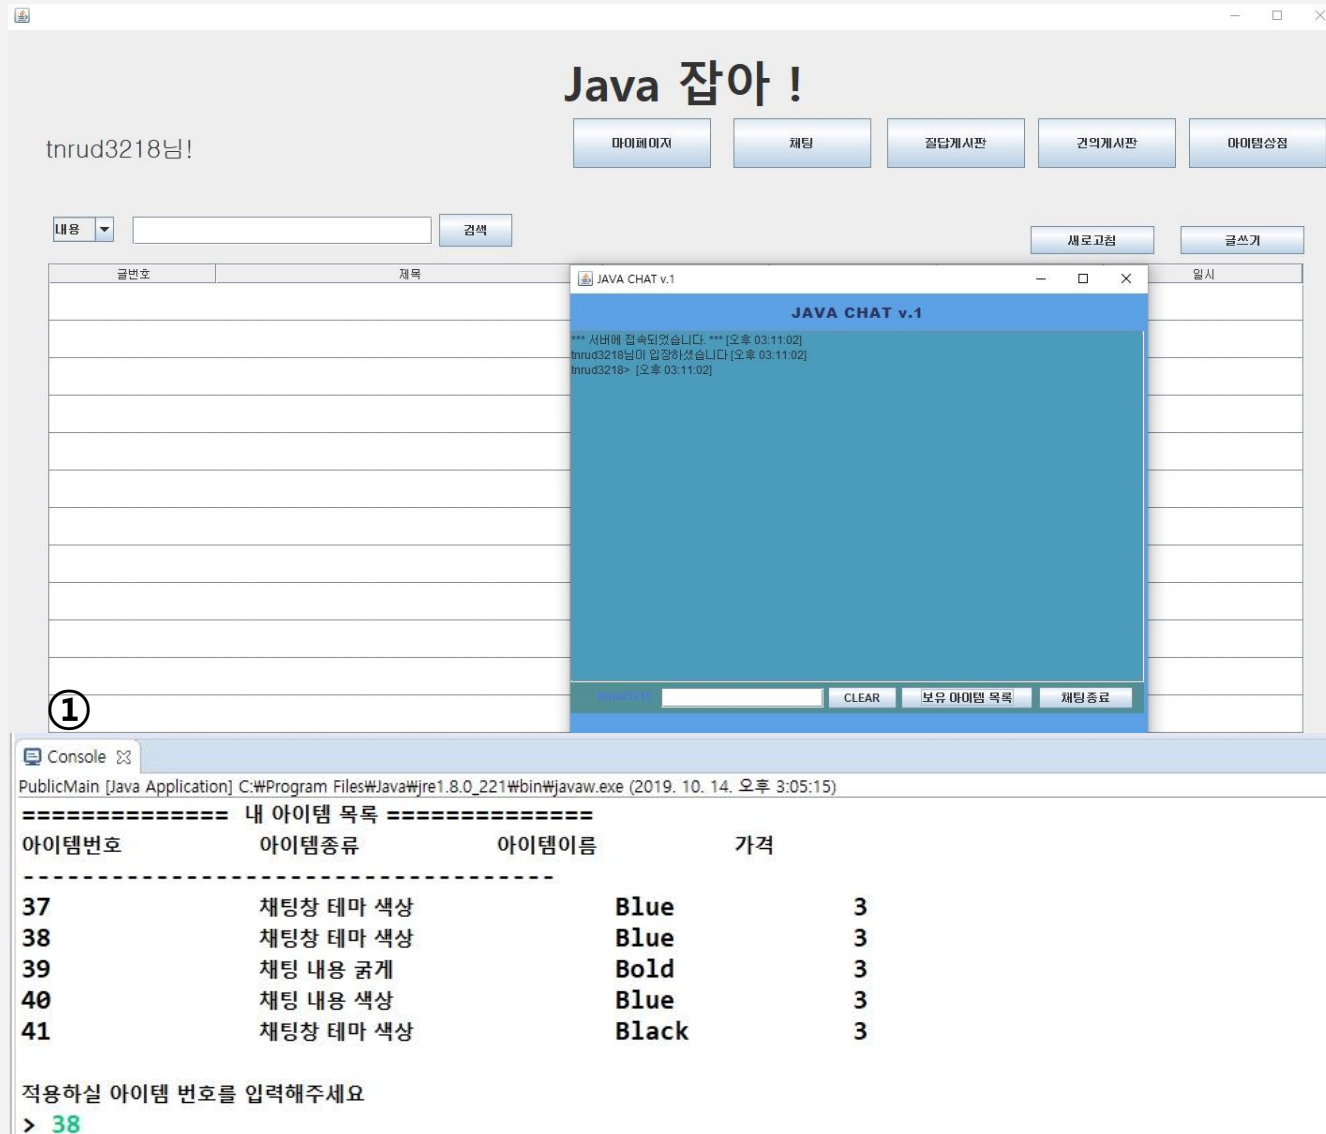 Java 잡아 !
tnrud3218님!
마이페이지 채팅 질답게시판 건의게시판 아이템상점
내용 검색
새로고침 글쓰기
글번호 제목 일시
JAVA CHAT v.1
JAVA CHAT v.1
*** 서버에 접속되었습니다. *** [오후 03:11:02]
tnrud3218님이 입장하셨습니다 [오후 03:11:02]
tnrud3218> [오후 03:11:02]
tnrud3218 CLEAR 보유 아이템 목록 채팅종료
①
Console
PublicMain [Java Application] C:₩Program Files₩Java₩jre1.8.0_221₩bin₩javaw.exe (2019. 10. 14. 오후 3:05:15)
============== 내 아이템 목록 ==============
아이템번호 아이템종류 아이템이름 가격
------------------------------------
37 채팅창 테마 색상 Blue 3
38 채팅창 테마 색상 Blue 3
39 채팅 내용 굵게 Bold 3
40 채팅 내용 색상 Blue 3
41 채팅창 테마 색상 Black 3
적용하실 아이템 번호를 입력해주세요
> 38